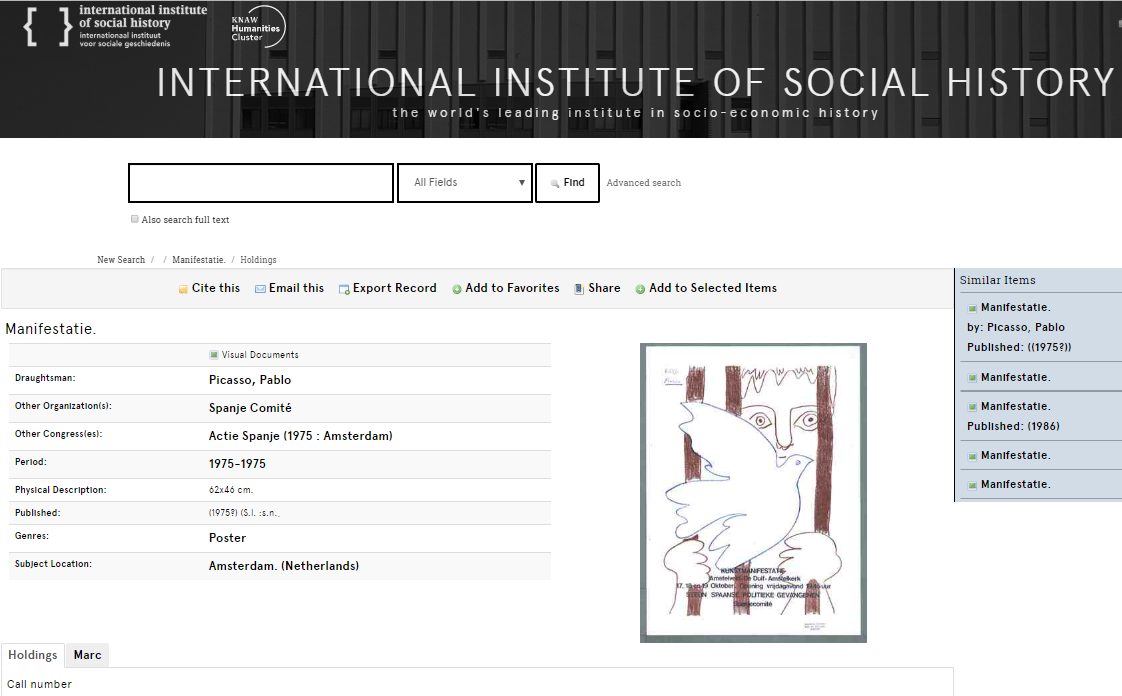 international institute
of social history
internationaal instituut
voor sociale geschiedenis
KNAW
Humanities
Cluster
INTERNATIONAL INSTITUTE OF SOCIAL HISTORY
the world's leading institute in socio-economic history
All Fields
Find
Advanced search
Also search full text
New Search / / Manifestatie. / Holdings
Cite this
Email this
Export Record
Add to Favorites
Share
Add to Selected Items
Manifestatie.
Visual Documents
Draughtsman: Picasso, Pablo
Other Organization(s): Spanje Comité
Other Congress(es): Actie Spanje (1975 : Amsterdam)
Period: 1975-1975
Physical Description: 62x46 cm.
Published: (1975?) (S.l. :s.n.,
Genres: Poster
Subject Location: Amsterdam. (Netherlands)
KUNSTMANIFESTATIE
Amstelveld-De Duif-Amstelkerk
17, 18 en 19 Oktober. Opening vrijdagmond
STEUN SPAANSE POLITIEKE GEVANGENEN
Spanjecomité
Similar Items
Manifestatie.
by: Picasso, Pablo
Published: ((1975?))
Manifestatie.
Manifestatie.
Published: (1986)
Manifestatie.
Manifestatie.
Holdings
Marc
Call number